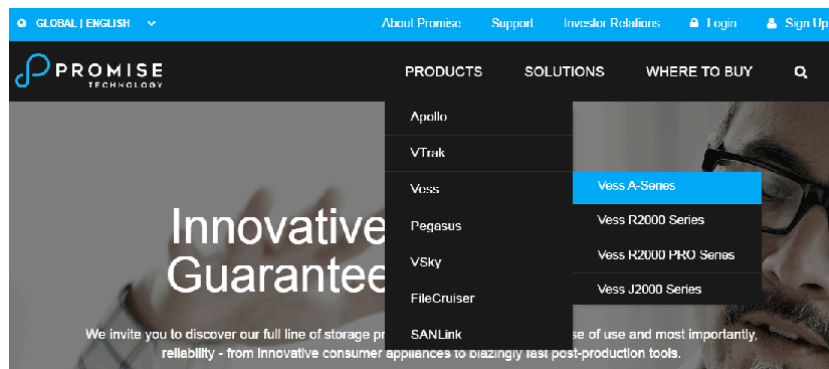 GLOBAL | ENGLISH
About Promise Support Investor Relations Login Sign Up
PROMISE
TECHNOLOGY
PRODUCTS SOLUTIONS WHERE TO BUY
Apollo
VTrak
Vess
Pegasus
VSky
FileCruiser
SANLink
Vess A-Series
Vess R2000 Series
Vess R2000 PRO Series
Vess J2000 Series
Innovative
Guarantee
We invite you to discover our full line of storage pr se of use and most importantly,
reliability - from innovative consumer appliances to blazingly fast post-production tools.